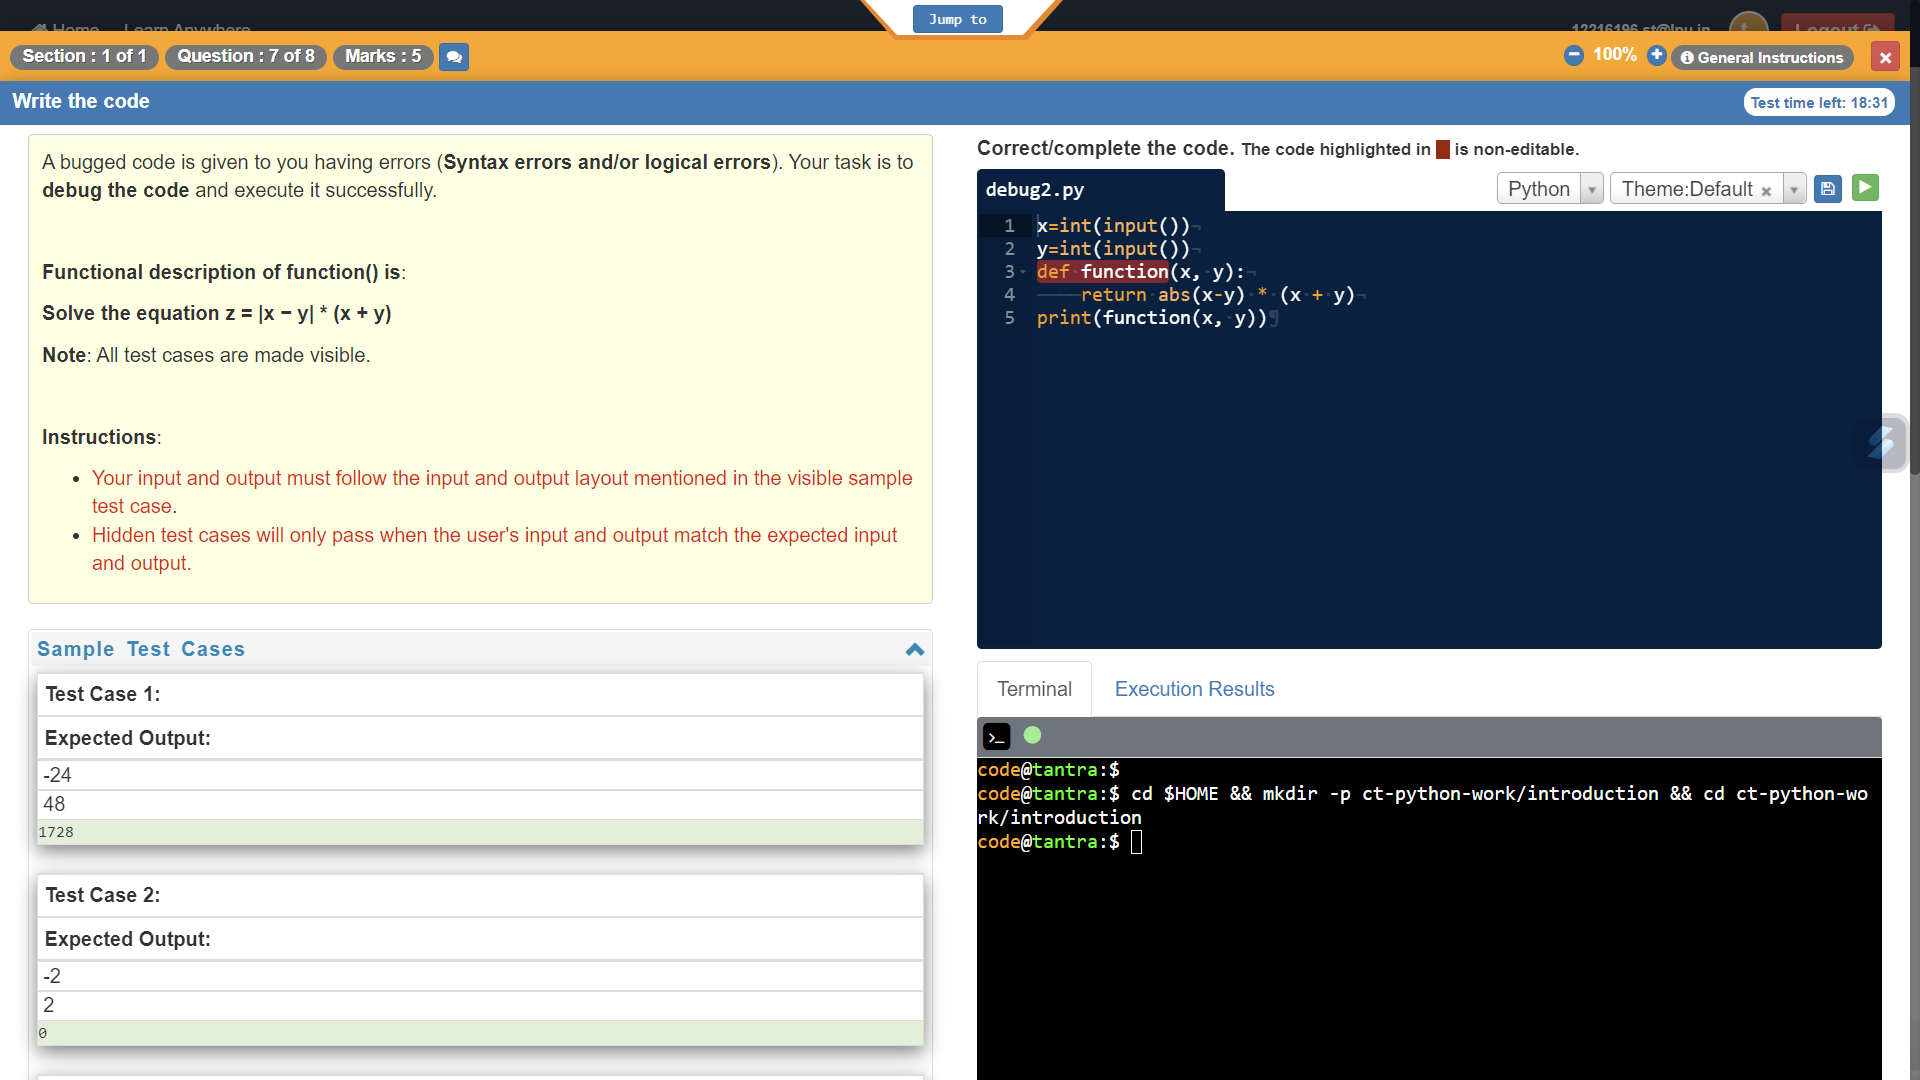 Home Learn Anywhere
Jump to
12216196.st@lpu.in
Logout
Section : 1 of 1
Question : 7 of 8
Marks : 5
100%
General Instructions
Write the code
Test time left: 18:31
A bugged code is given to you having errors (Syntax errors and/or logical errors). Your task is to
debug the code and execute it successfully.
Functional description of function() is:
Solve the equation z = |x − y| * (x + y)
Note: All test cases are made visible.
Instructions:
• Your input and output must follow the input and output layout mentioned in the visible sample
test case.
• Hidden test cases will only pass when the user's input and output match the expected input
and output.
Sample Test Cases
Test Case 1:
Expected Output:
-24
48
1728
Test Case 2:
Expected Output:
-2
2
0
Correct/complete the code. The code highlighted in is non-editable.
debug2.py
Python
Theme:Default ×
1 x=int(input())¬
2 y=int(input())¬
3 def·function(x,·y):¬
4 return·abs(x-y)·*·(x·+·y)¬
5 print(function(x,·y))¶
Terminal
Execution Results
>_
code@tantra:$
code@tantra:$ cd $HOME && mkdir -p ct-python-work/introduction && cd ct-python-wo
rk/introduction
code@tantra:$